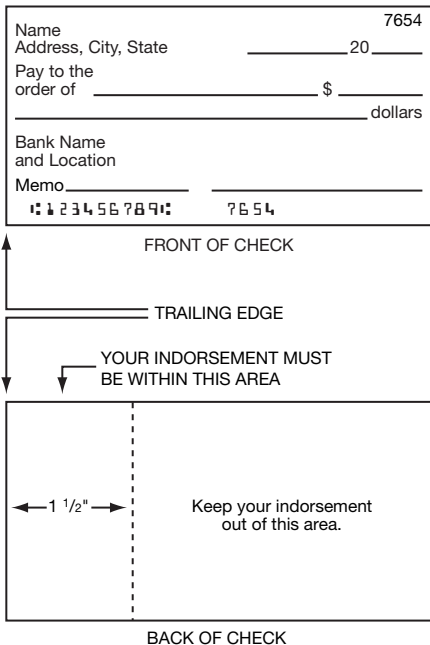 7654
Name
Address, City, State 20
Pay to the
order of $
dollars
Bank Name
and Location
Memo
⑆123456789⑆ 7654
FRONT OF CHECK
TRAILING EDGE
YOUR INDORSEMENT MUST
BE WITHIN THIS AREA
1 1/2"
Keep your indorsement
out of this area.
BACK OF CHECK